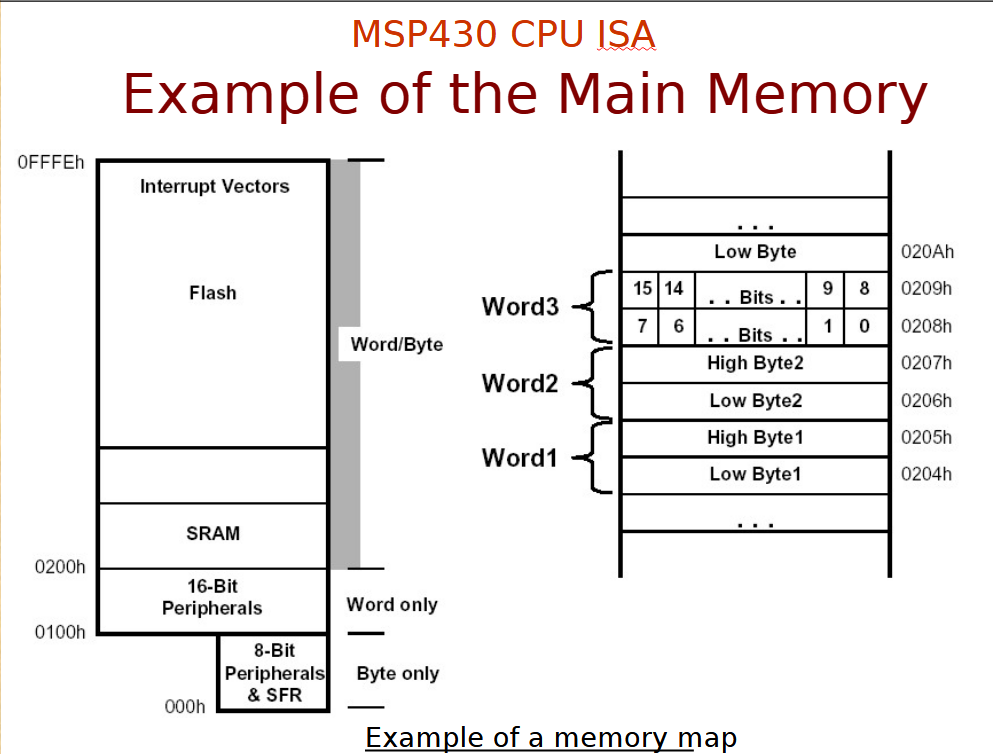 MSP430 CPU ISA
Example of the Main Memory
0FFFEh
Interrupt Vectors
Flash
Word/Byte
SRAM
0200h
16-Bit
Peripherals
Word only
0100h
8-Bit
Peripherals
& SFR
Byte only
000h
. . .
Low Byte 020Ah
Word3
15 14 . . Bits . . 9 8 0209h
7 6 . . Bits . . 1 0 0208h
Word2
High Byte2 0207h
Low Byte2 0206h
Word1
High Byte1 0205h
Low Byte1 0204h
. . .
Example of a memory map